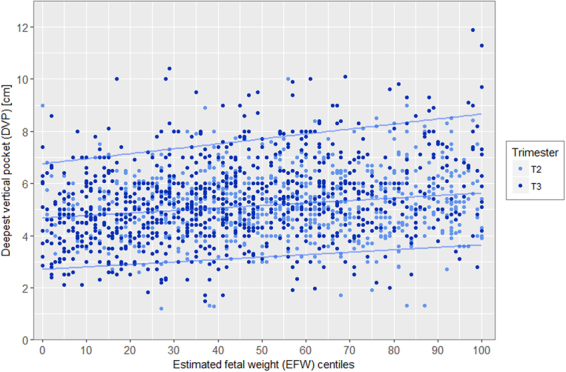 Deepest vertical pocket (DVP) [cm]
12
10
8
6
4
2
0
0 10 20 30 40 50 60 70 80 90 100
Estimated fetal weight (EFW) centiles
Trimester
T2
T3